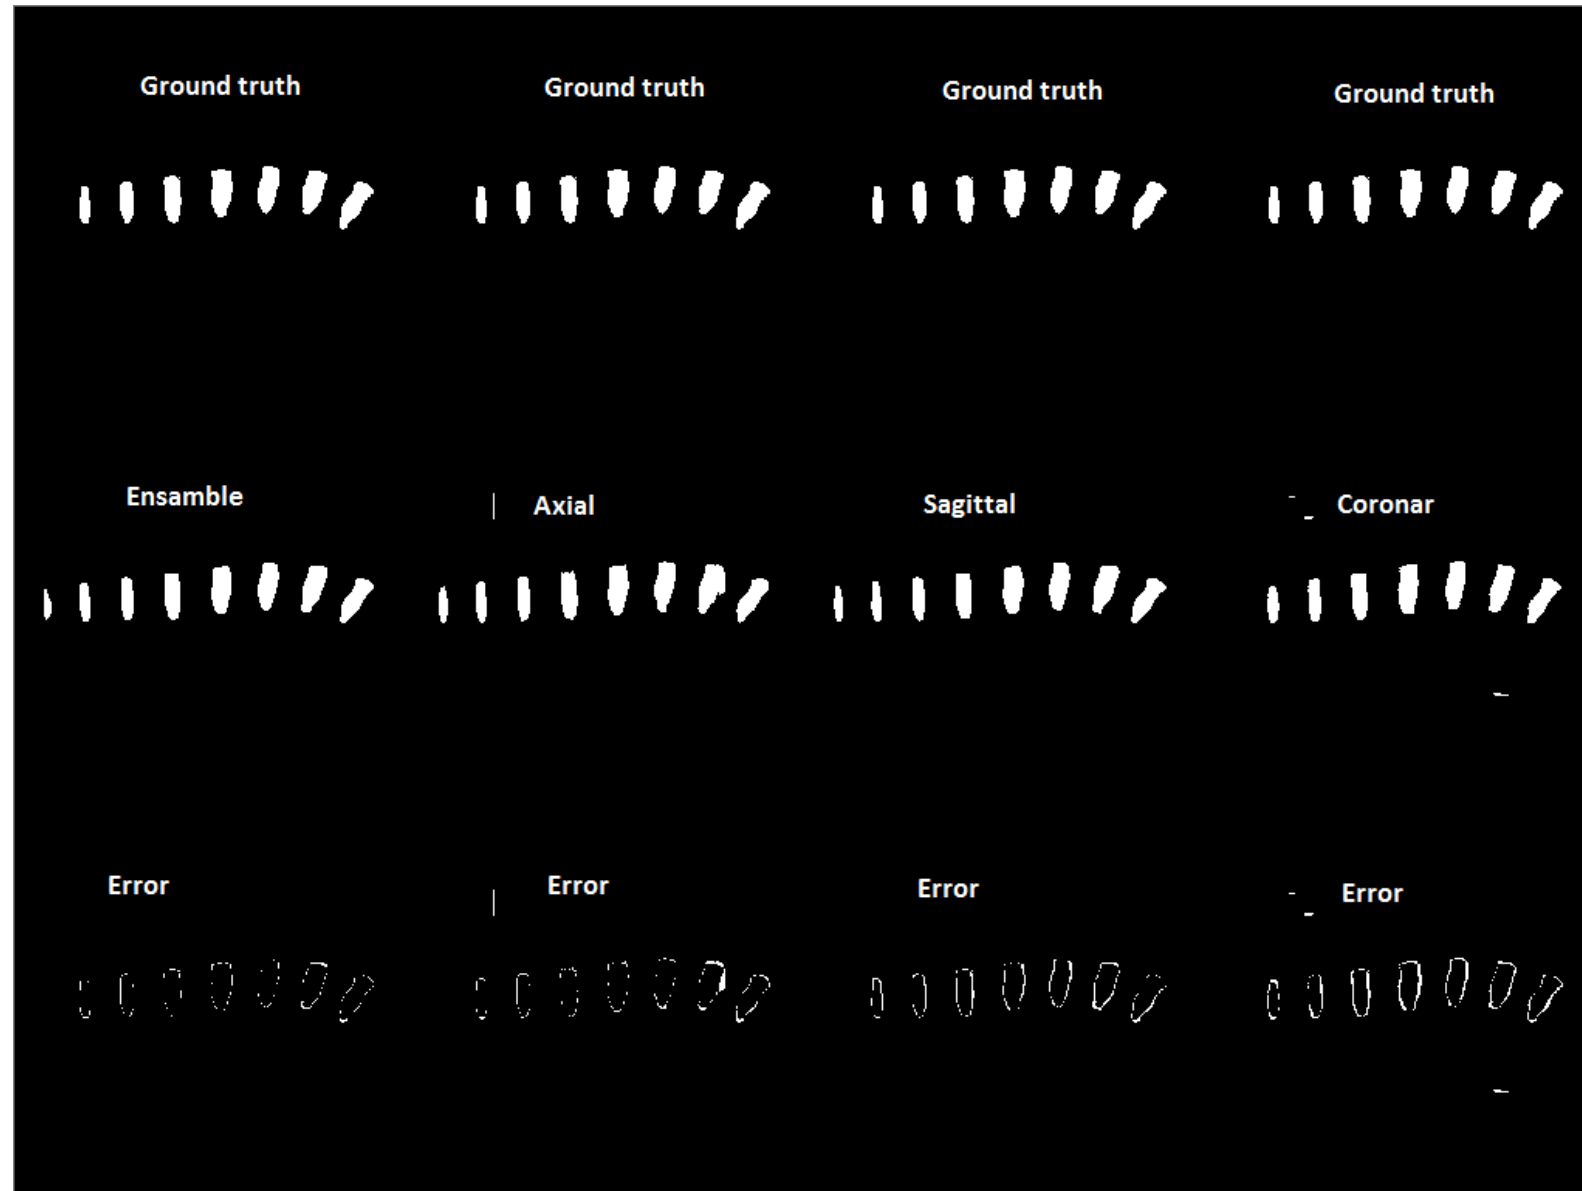 Ground truth
Ground truth
Ground truth
Ground truth
Ensamble
Axial
Sagittal
Coronar
Error
Error
Error
Error